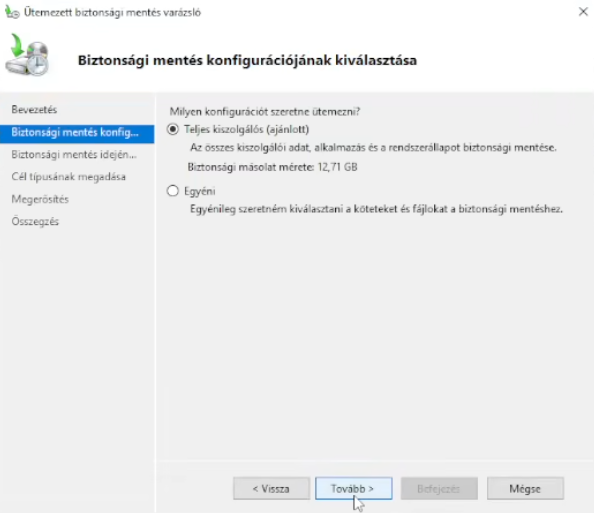 Ütemezett biztonsági mentés varázsló
Biztonsági mentés konfigurációjának kiválasztása
Bevezetés
Biztonsági mentés konfig...
Biztonsági mentés idején...
Cél típusának megadása
Megerősítés
Összegzés
Milyen konfigurációt szeretne ütemezni?
Teljes kiszolgálós (ajánlott)
Az összes kiszolgálói adat, alkalmazás és a rendszerállapot biztonsági mentése.
Biztonsági másolat mérete: 12,71 GB
Egyéni
Egyénileg szeretném kiválasztani a köteteket és fájlokat a biztonsági mentéshez.
< Vissza
Tovább >
Befejezés
Mégse